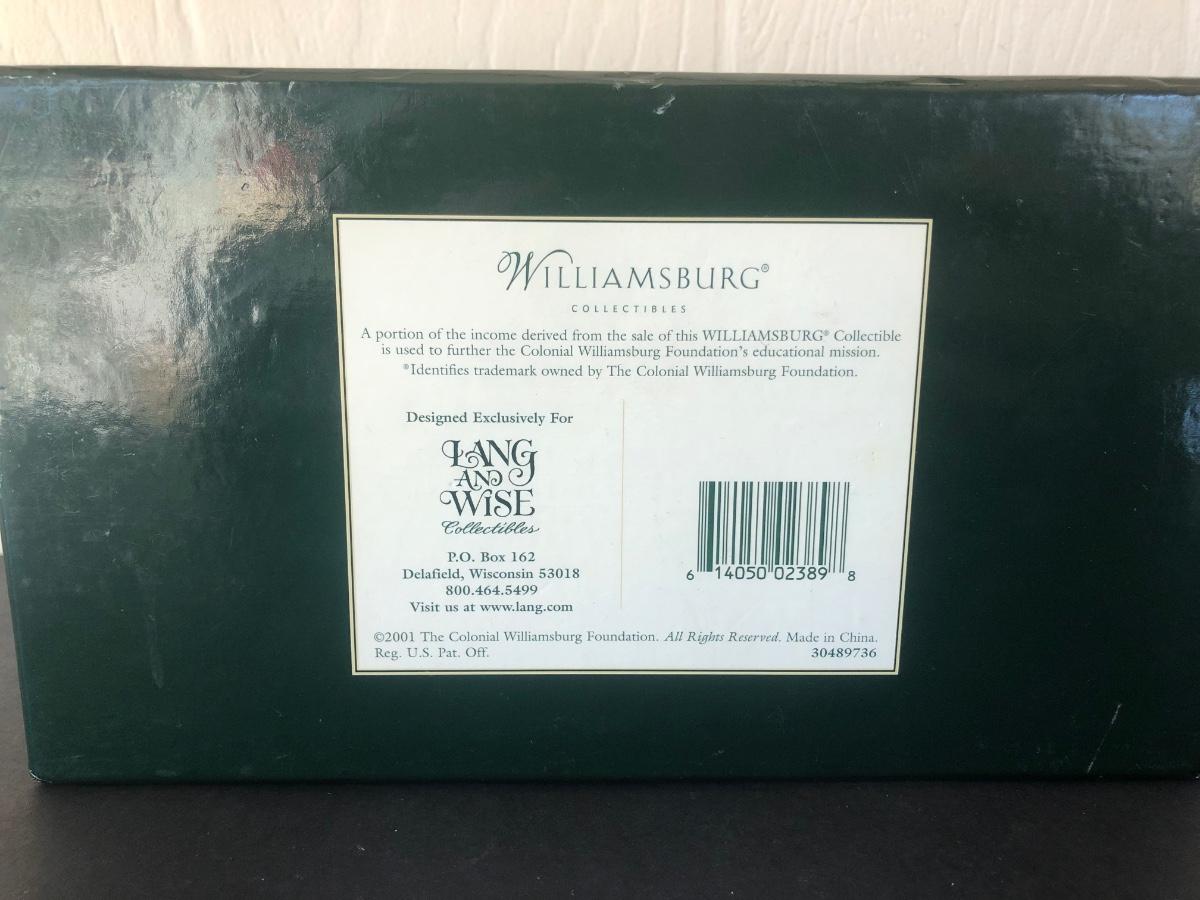 WILLIAMSBURG®
COLLECTIBLES
A portion of the income derived from the sale of this WILLIAMSBURG® Collectible
is used to further the Colonial Williamsburg Foundation's educational mission.
®Identifies trademark owned by The Colonial Williamsburg Foundation.
Designed Exclusively For
LANG
AND
WISE
Collectibles
P.O. Box 162
Delafield, Wisconsin 53018
800.464.5499
Visit us at www.lang.com
6 14050 02389 8
©2001 The Colonial Williamsburg Foundation. All Rights Reserved. Made in China.
Reg. U.S. Pat. Off. 30489736